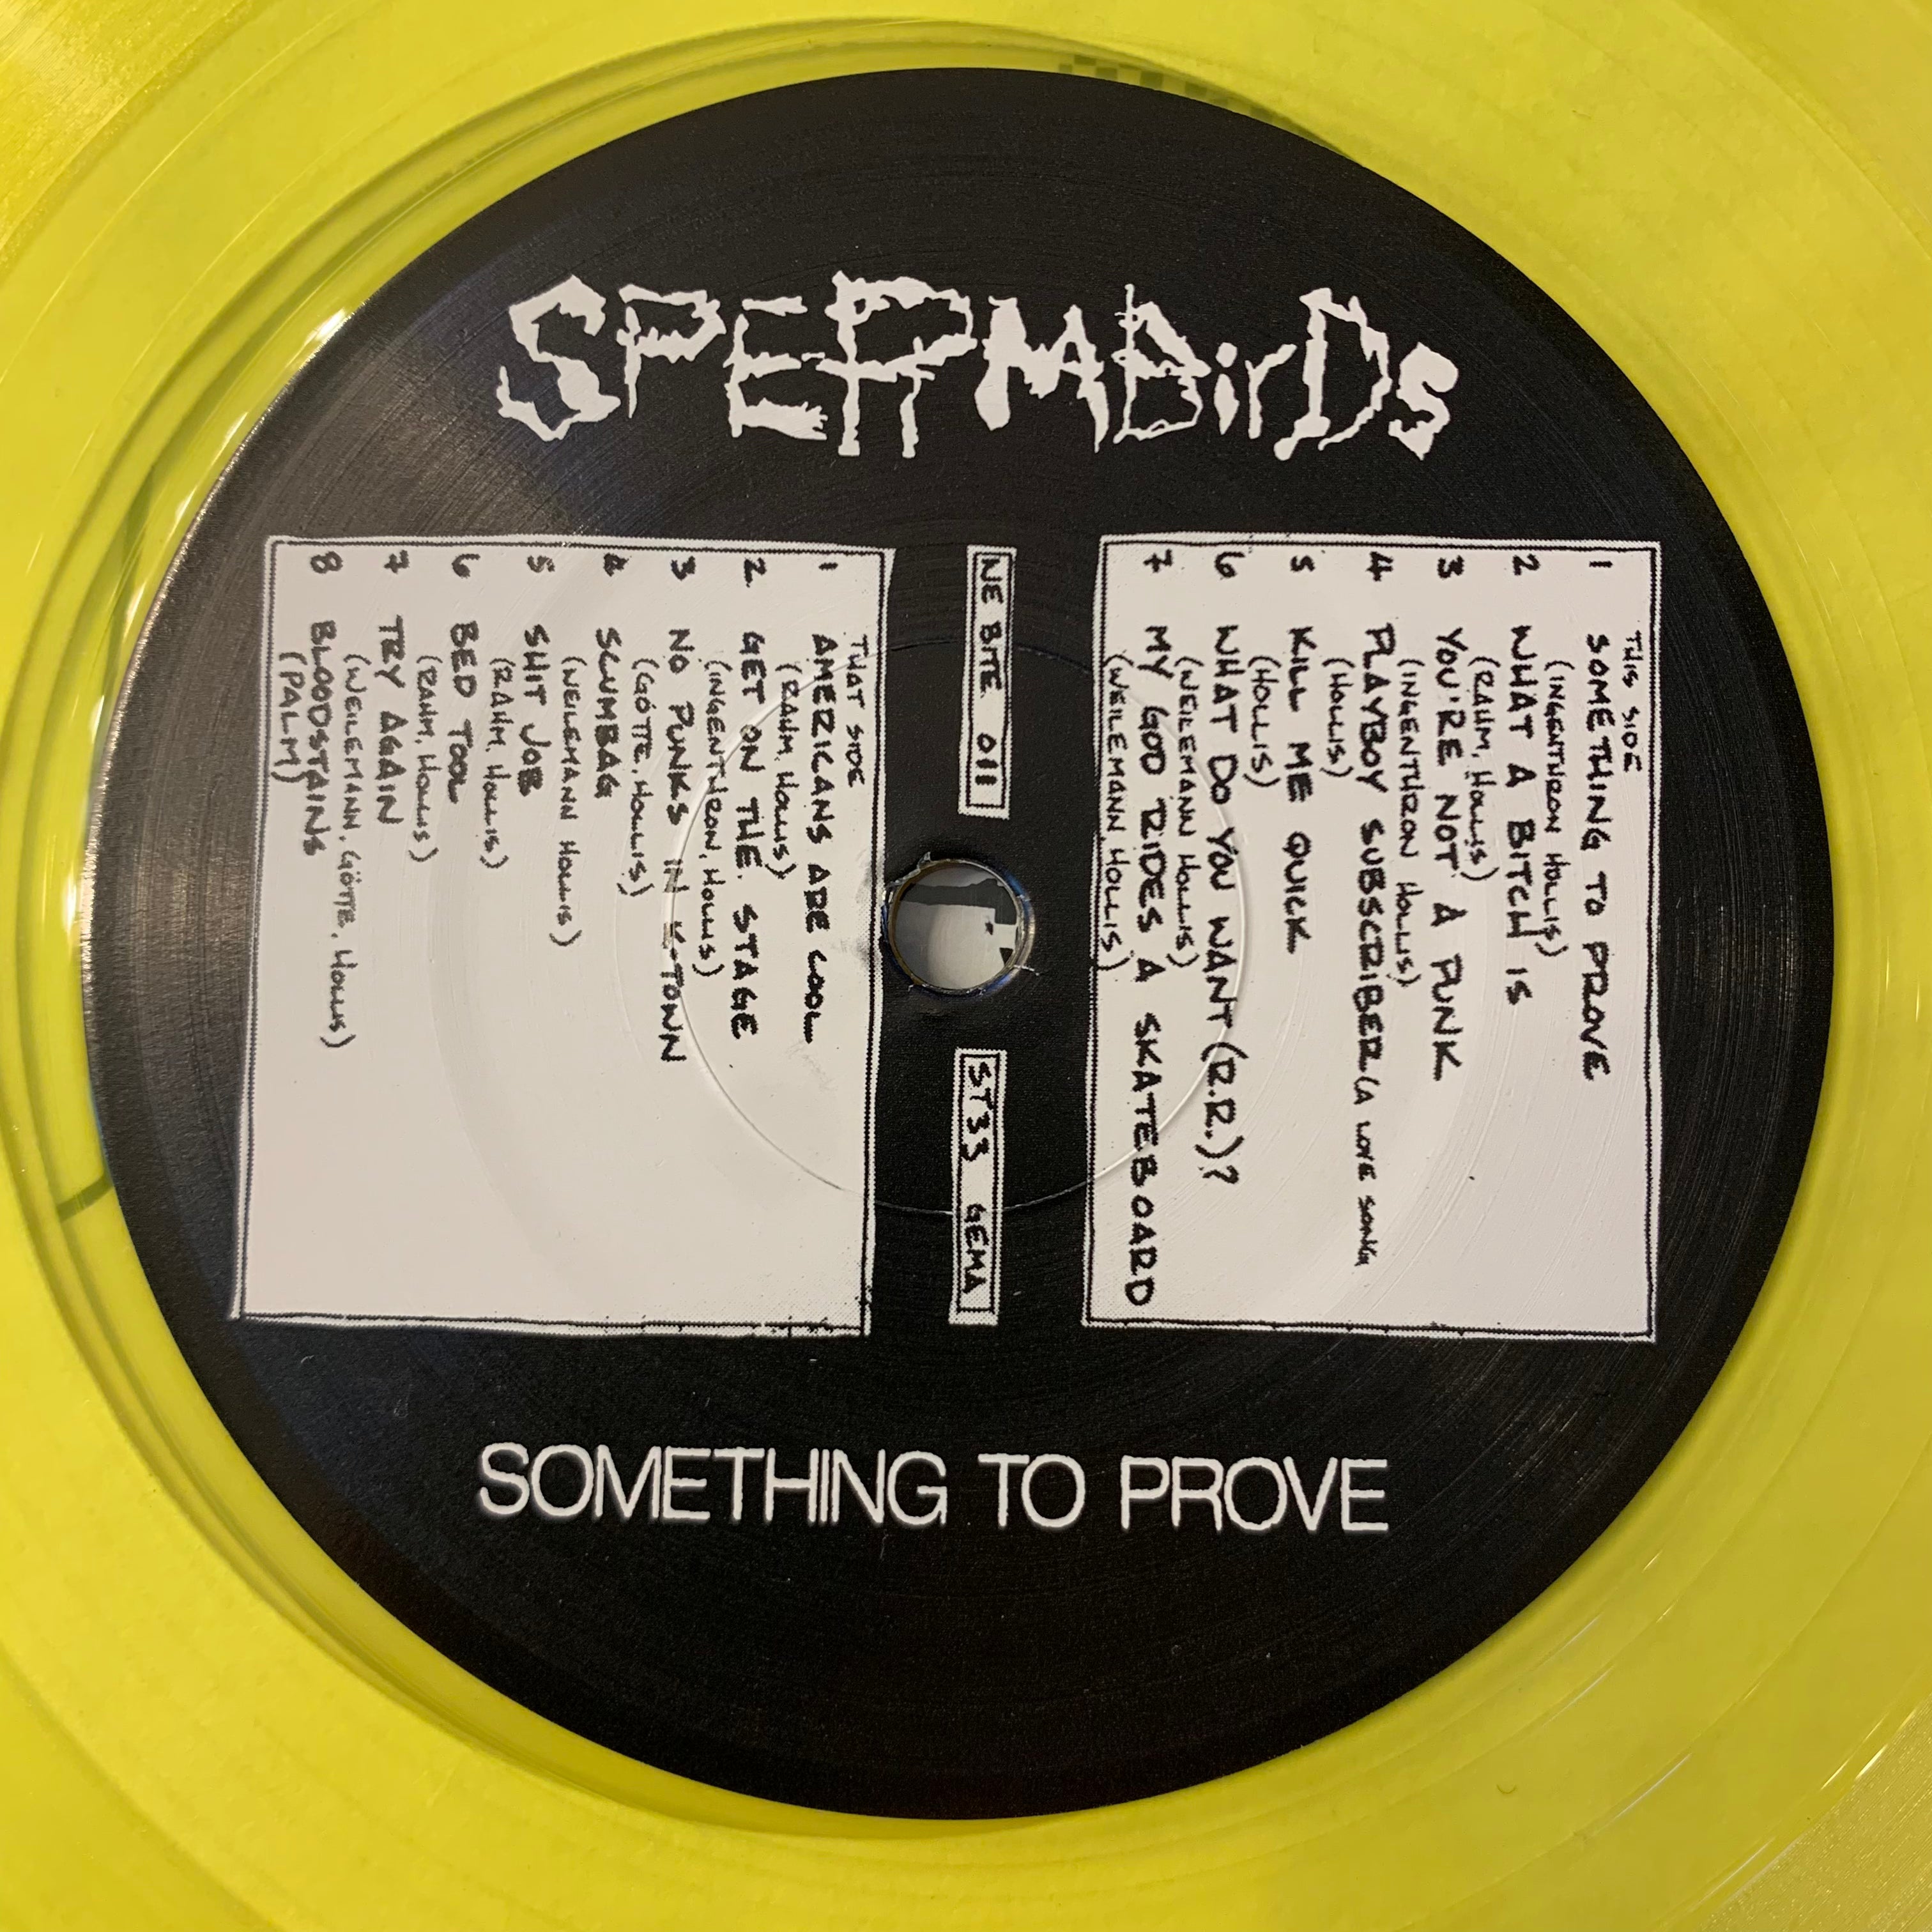 SPERMBirDs
THIS SIDE
1 SOMETHING TO PROVE
(INGENTHRON HOLLIS)
2 WHAT A BITCH IS
(RAHM, HOLLIS)
3 YOU'RE NOT A PUNK
(INGENTHRON HOLLIS)
4 PLAYBOY SUBSCRiBER (A LOVE SONG
(HOLLIS)
5 KILL ME QUICK
(HOLLIS)
6 WHAT DO YOU WANT (R.R.)?
(WEILEMANN HOLLIS)
7 MY GOD RiDES A SKATEBOARD
(WEILEMANN, HOLLIS)
NE BITE 011
ST33 GEMA
THAT SIDE
1 AMERICANS ARE COOL
(RAHM, HOLLIS)
2 GET ON THE. STAGE
(INGENTHRON, HOLLIS)
3 NO PUNKS IN K-TOWN
(GÖTTE, HOLLIS)
4 SCUMBAG
(WEILEMANN HOLLIS)
5 SHIT JOB
(RAHM, HOLLIS)
6 BED TOOL
(RAHM, HOLLIS)
7 TRY AGAIN
(WEILEMANN, GÖTTE, HOLLIS)
8 BLOODSTAINS
(PALM)
SOMETHING TO PROVE